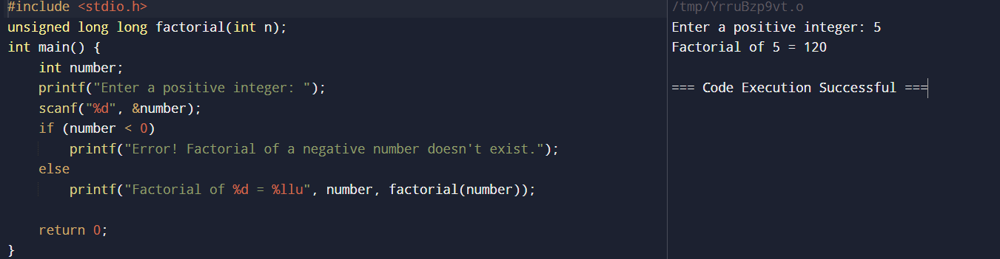 #include <stdio.h>
unsigned long long factorial(int n);
int main() {
    int number;
    printf("Enter a positive integer: ");
    scanf("%d", &number);
    if (number < 0)
        printf("Error! Factorial of a negative number doesn't exist.");
    else
        printf("Factorial of %d = %llu", number, factorial(number));
    return 0;
}
/tmp/YrruBzp9vt.o
Enter a positive integer: 5
Factorial of 5 = 120
=== Code Execution Successful ===